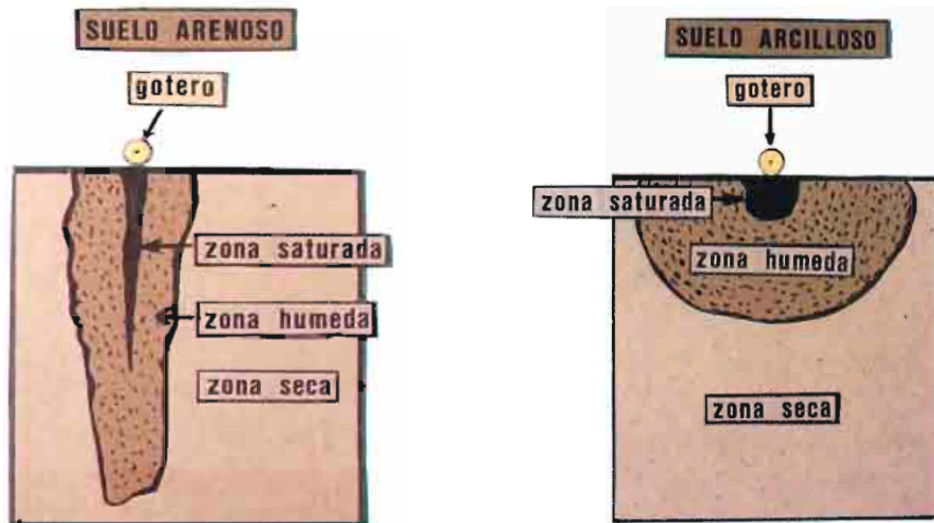 SUELO ARENOSO
gotero
zona saturada
zona humeda
zona seca
SUELO ARCILLOSO
gotero
zona saturada
zona humeda
zona seca